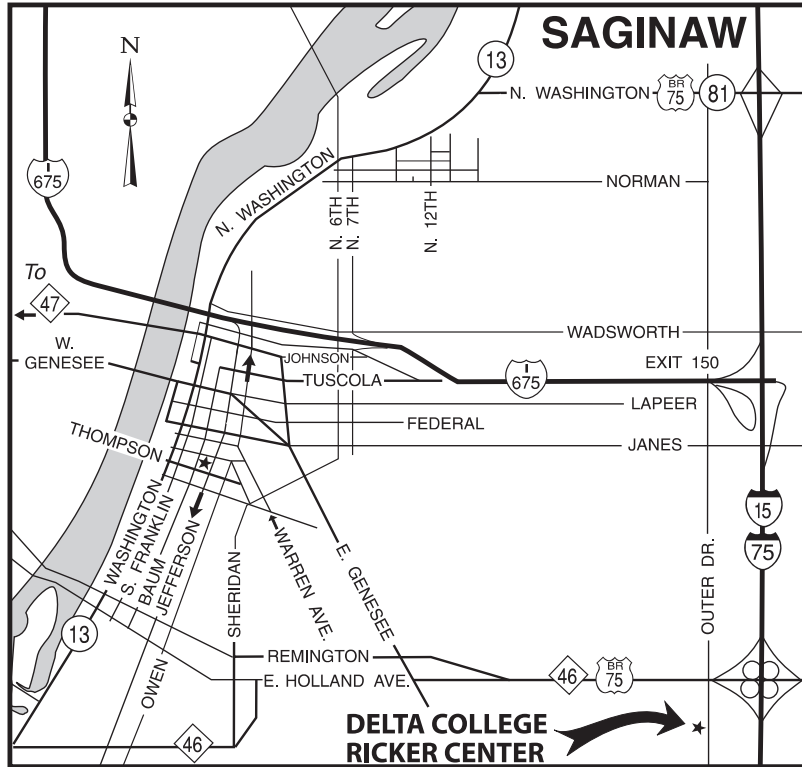 SAGINAW
N
13
N. WASHINGTON
BR
75
81
I
675
N. WASHINGTON
N. 6TH
N. 7TH
N. 12TH
NORMAN
To
47
WADSWORTH
W.
GENESEE
JOHNSON
EXIT 150
TUSCOLA
I
675
LAPEER
FEDERAL
THOMPSON
JANES
WASHINGTON
S. FRANKLIN
BAUM
JEFFERSON
SHERIDAN
WARREN AVE.
E. GENESEE
OUTER DR.
15
75
13
OWEN
REMINGTON
E. HOLLAND AVE.
46
BR
75
46
DELTA COLLEGE
RICKER CENTER